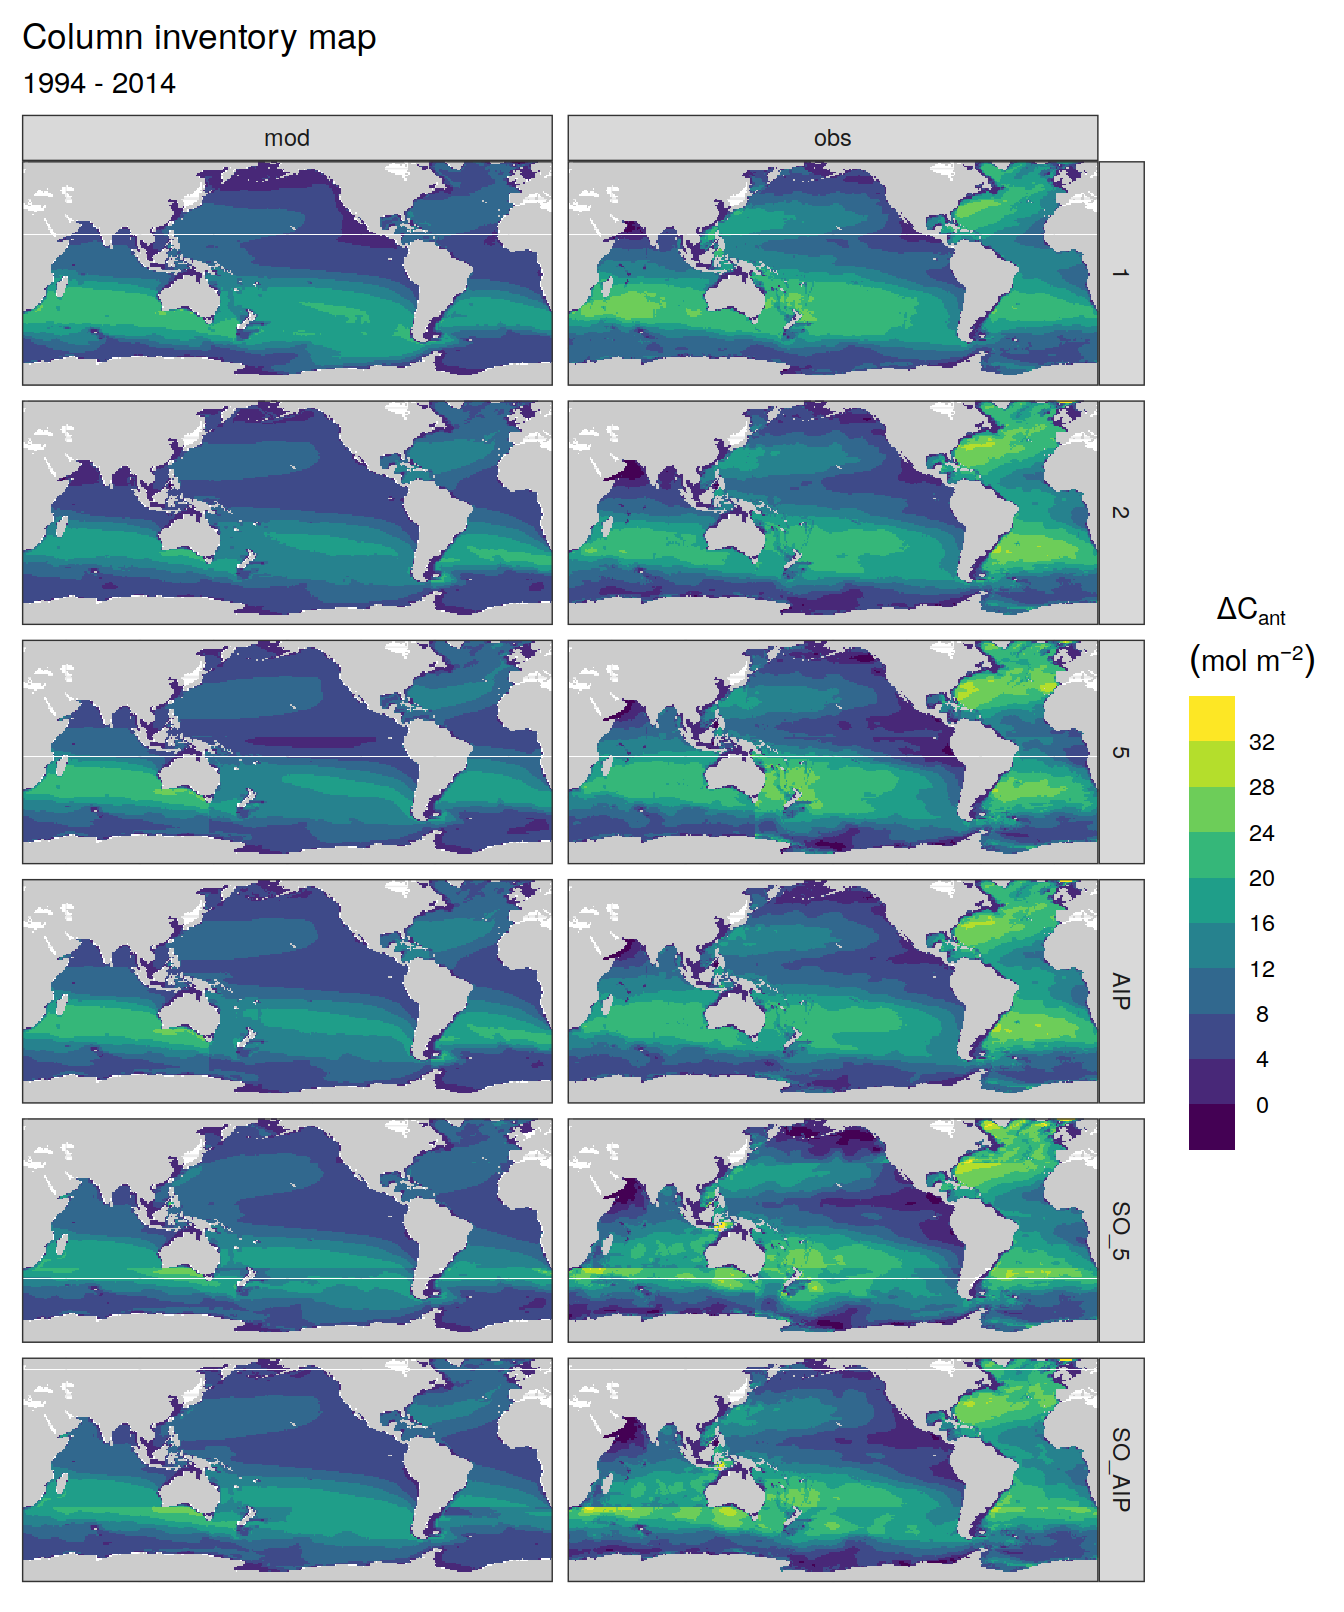 Column inventory map
1994 - 2014
mod
obs
1
2
5
AIP
SO_5
SO_AIP
ΔCant
(mol m−2)
32
28
24
20
16
12
8
4
0